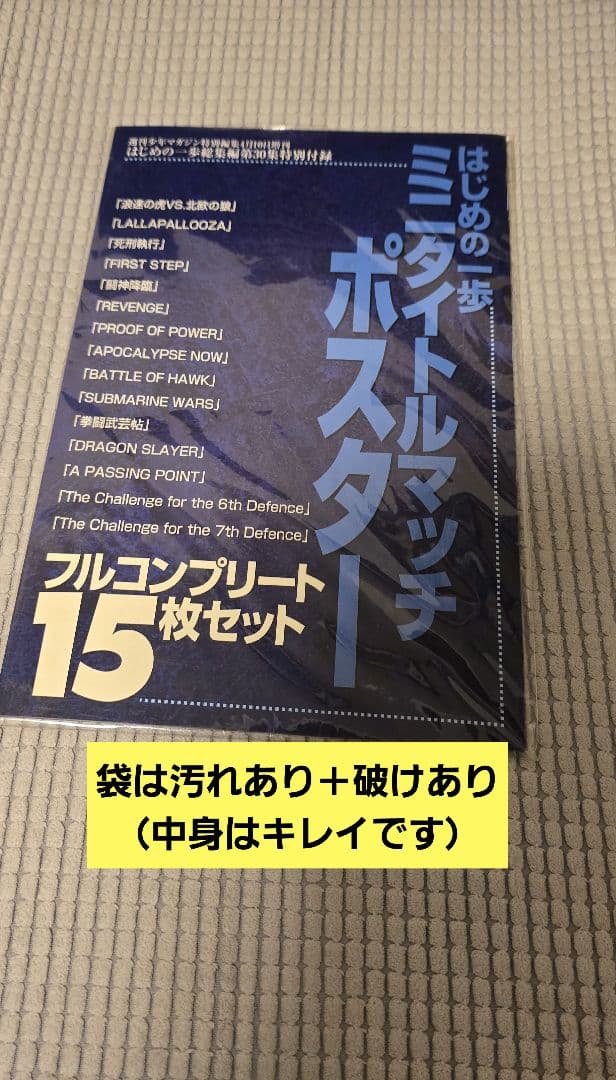 週刊少年マガジン特別編集4月10日増刊
はじめの一歩総集編第30集特別付録
はじめの一歩
ミニタイトルマッチ
ポスター
「浪速の虎VS.北欧の狼」
「LALLAPALLOOZA」
「死刑執行」
「FIRST STEP」
「闘神降臨」
「REVENGE」
「PROOF OF POWER」
「APOCALYPSE NOW」
「BATTLE OF HAWK」
「SUBMARINE WARS」
「拳闘武芸帖」
「DRAGON SLAYER」
「A PASSING POINT」
「The Challenge for the 6th Defence」
「The Challenge for the 7th Defence」
フルコンプリート
15枚セット
袋は汚れあり＋破けあり
（中身はキレイです）